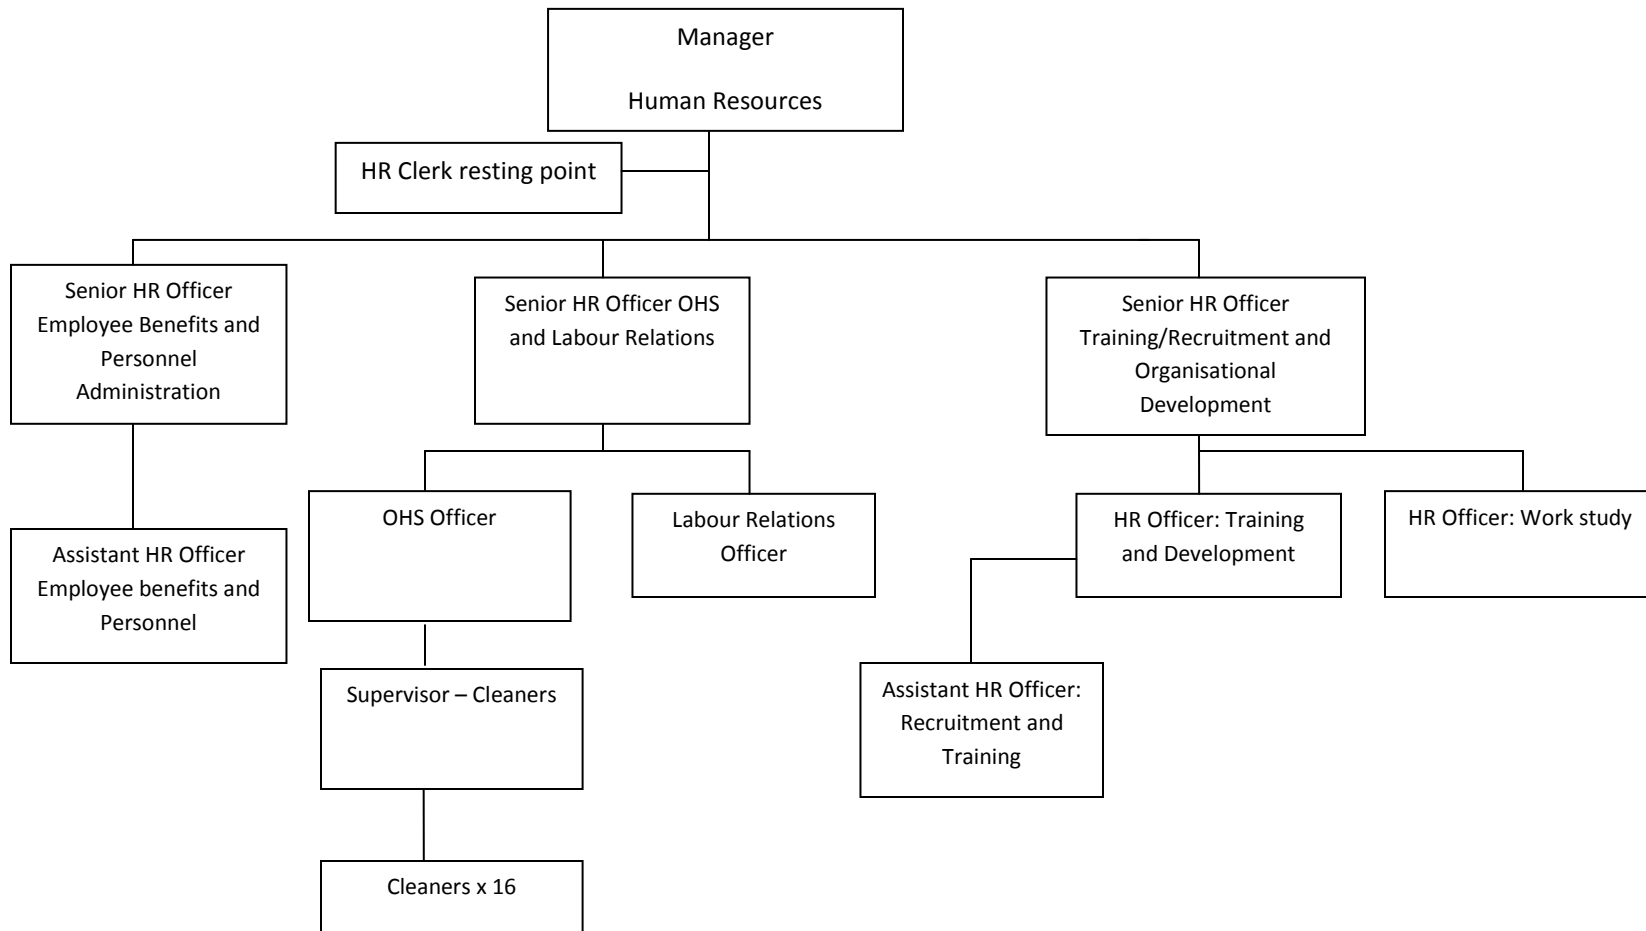 Manager
Human Resources
HR Clerk resting point
Senior HR Officer
Employee Benefits and
Personnel
Administration
Senior HR Officer OHS
and Labour Relations
Senior HR Officer
Training/Recruitment and
Organisational
Development
Assistant HR Officer
Employee benefits and
Personnel
OHS Officer
Labour Relations
Officer
HR Officer: Training
and Development
HR Officer: Work study
Supervisor – Cleaners
Assistant HR Officer:
Recruitment and
Training
Cleaners x 16